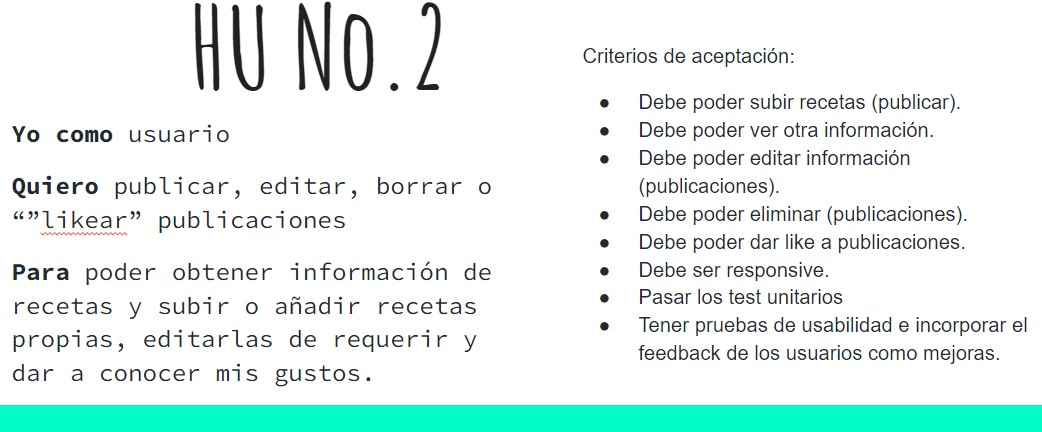 HU No.2
Yo como usuario
Quiero publicar, editar, borrar o
“”likear” publicaciones
Para poder obtener información de
recetas y subir o añadir recetas
propias, editarlas de requerir y
dar a conocer mis gustos.
Criterios de aceptación:
● Debe poder subir recetas (publicar).
● Debe poder ver otra información.
● Debe poder editar información
(publicaciones).
● Debe poder eliminar (publicaciones).
● Debe poder dar like a publicaciones.
● Debe ser responsive.
● Pasar los test unitarios
● Tener pruebas de usabilidad e incorporar el
feedback de los usuarios como mejoras.